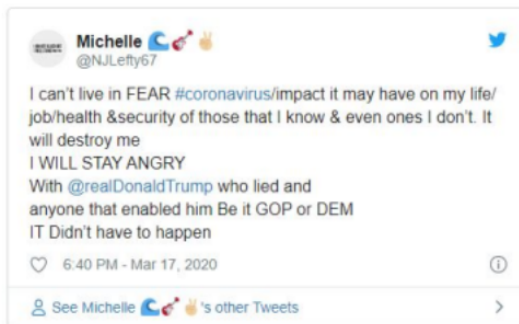 Michelle 🌊🎸✌🏼
@NJLefty67
I can't live in FEAR #coronavirus/impact it may have on my life/
job/health &security of those that I know & even ones I don't. It
will destroy me
I WILL STAY ANGRY
With @realDonaldTrump who lied and
anyone that enabled him Be it GOP or DEM
IT Didn't have to happen
6:40 PM - Mar 17, 2020
See Michelle 🌊🎸✌🏼's other Tweets